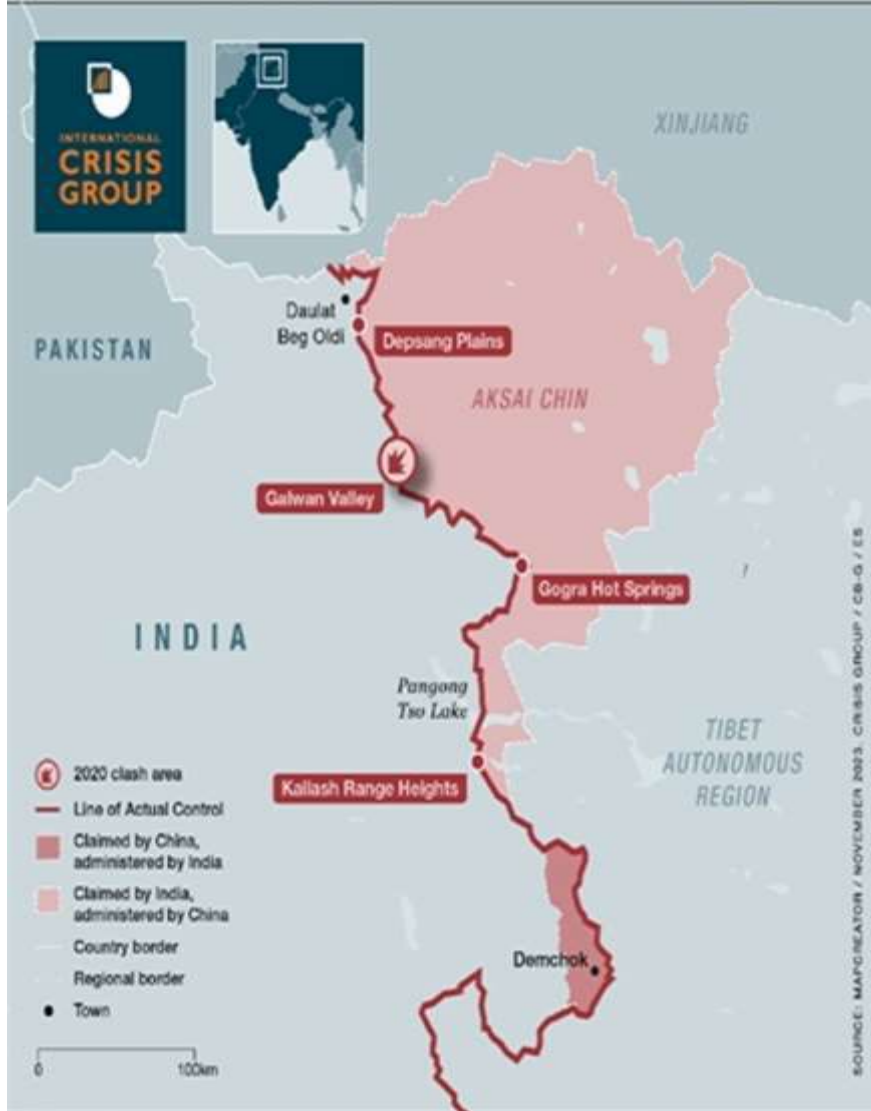 INTERNATIONAL
CRISIS
GROUP
XINJIANG
Daulat
Beg Oldi
Depsang Plains
PAKISTAN
AKSAI CHIN
Galwan Valley
Gogra Hot Springs
INDIA
Pangong
Tso Lake
TIBET
AUTONOMOUS
REGION
Kailash Range Heights
2020 clash area
Line of Actual Control
Claimed by China,
administered by India
Claimed by India,
administered by China
Country border
Regional border
Town
Demchok
0 100km
SOURCE: MAPCREATOR / NOVEMBER 2023. CRISIS GROUP / CB-G / ES